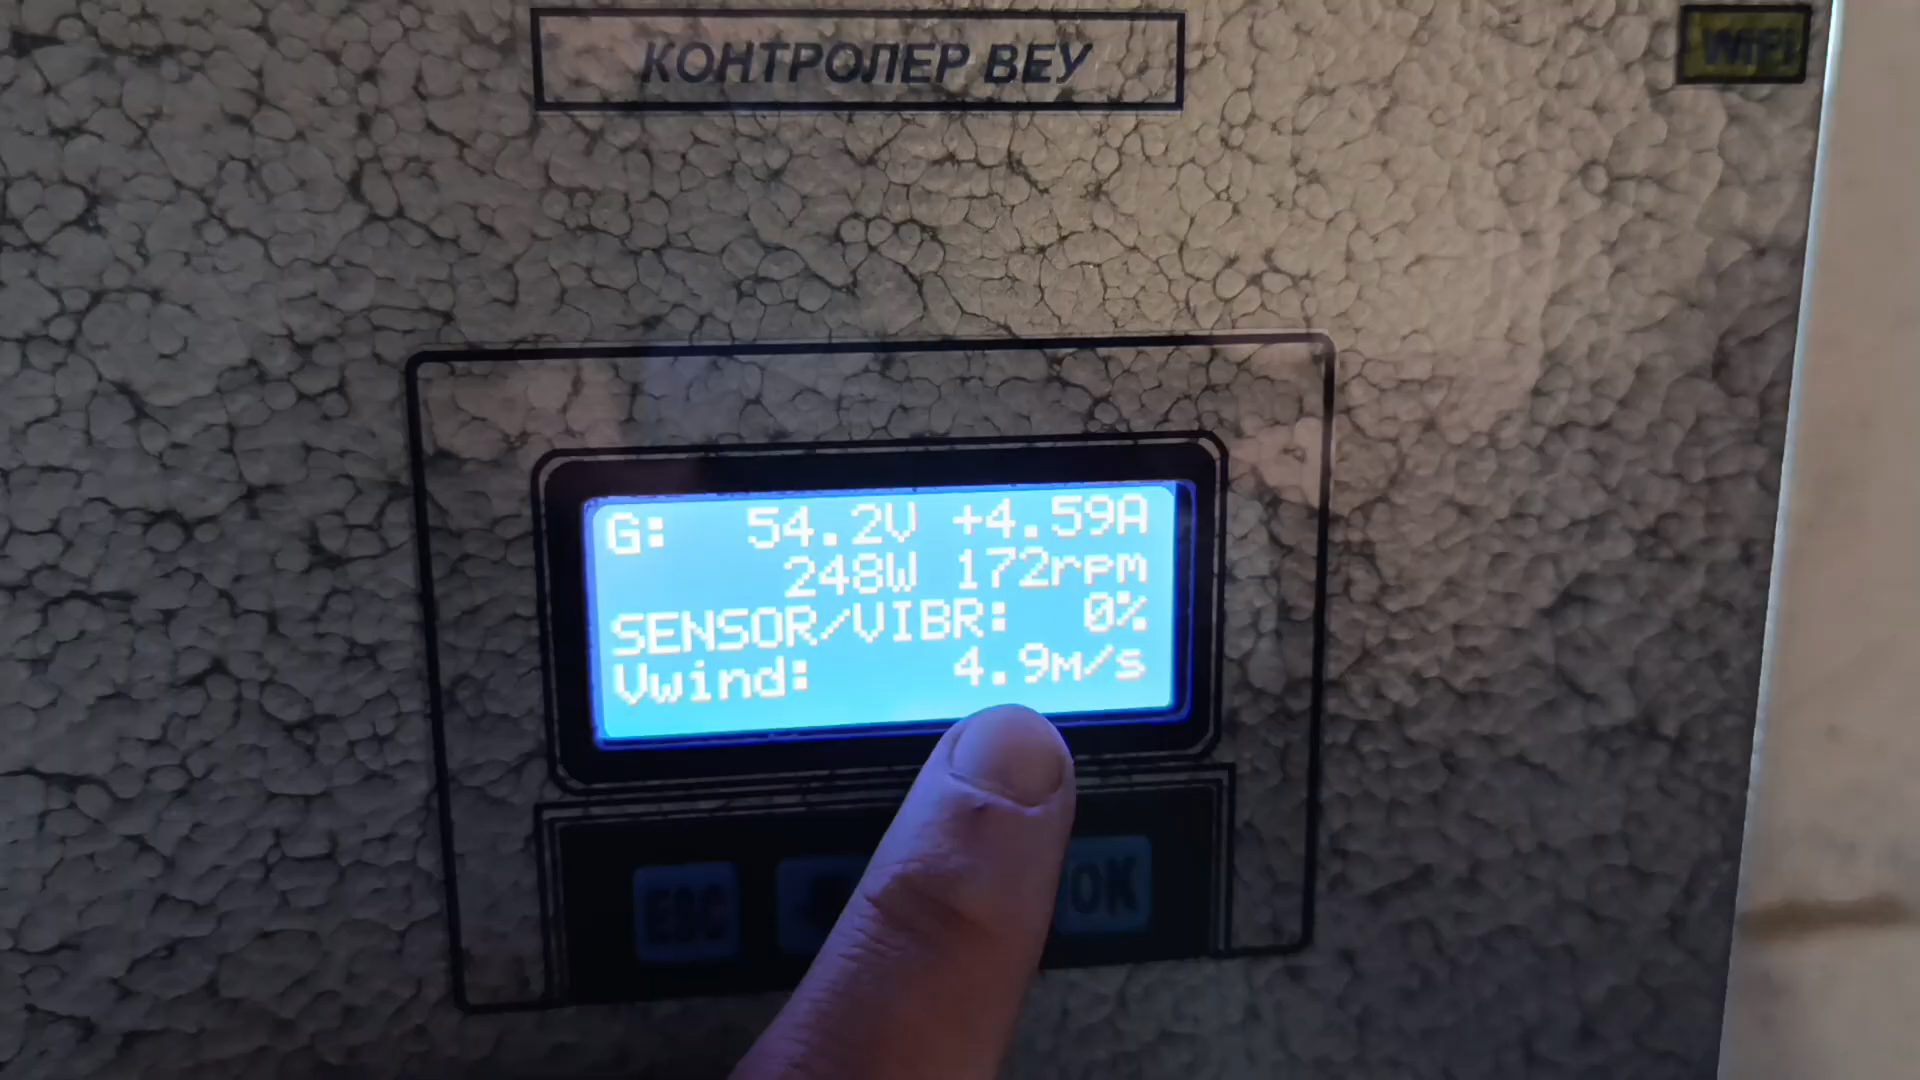 КОНТРОЛЕР ВЕУ
WiFi
G: 54.2V +4.59A
248W 172rpm
SENSOR/VIBR: 0%
Vwind: 4.9м/s
ESC
OK